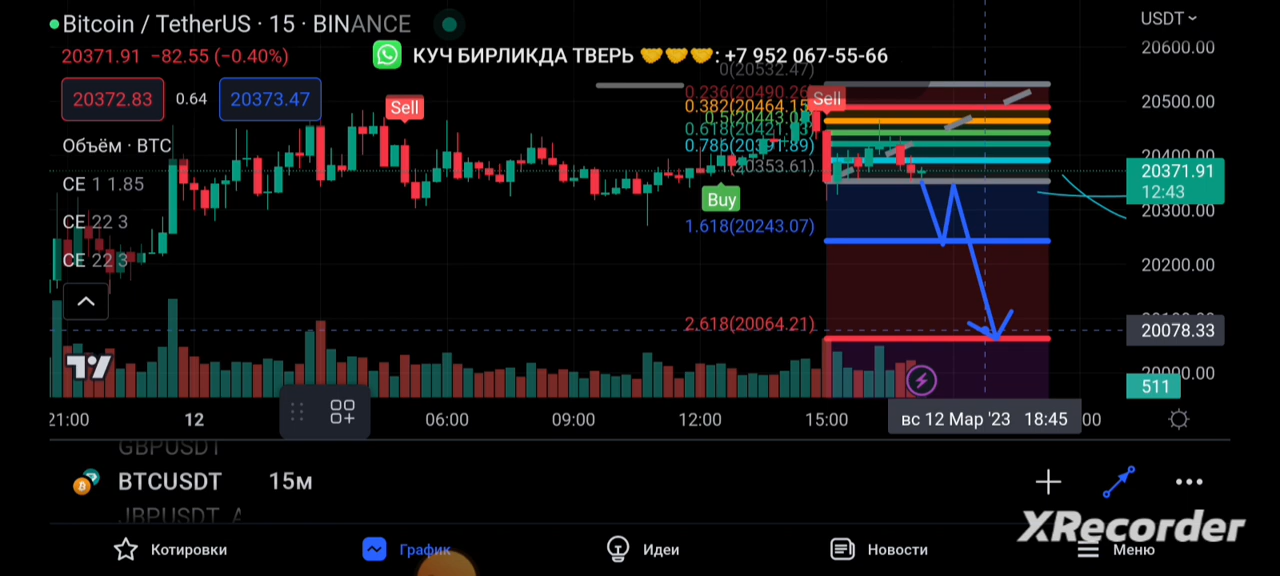 Bitcoin / TetherUS · 15 · BINANCE
USDT
20371.91 −82.55 (−0.40%)
КУЧ БИРЛИКДА ТВЕРЬ 🤝🤝🤝: +7 952 067-55-66
20600.00
0(20532.47)
20372.83 0.64 20373.47
0.236(20490.26)
Sell
Sell
20500.00
0.382(20464.15)
0.5(20443.04)
0.618(20421.93)
Объём · BTC
0.786(20391.89)
20400.00
1(20353.61)
20371.91
12:43
CE 1 1.85
Buy
20300.00
CE 22 3
1.618(20243.07)
CE 22 3
20200.00
2.618(20064.21)
20078.33
20000.00
511
21:00 12 06:00 09:00 12:00 15:00 вс 12 Мар '23 18:45 :00
GBPUSDT
BTCUSDT 15м
XRecorder
Котировки График Идеи Новости Меню